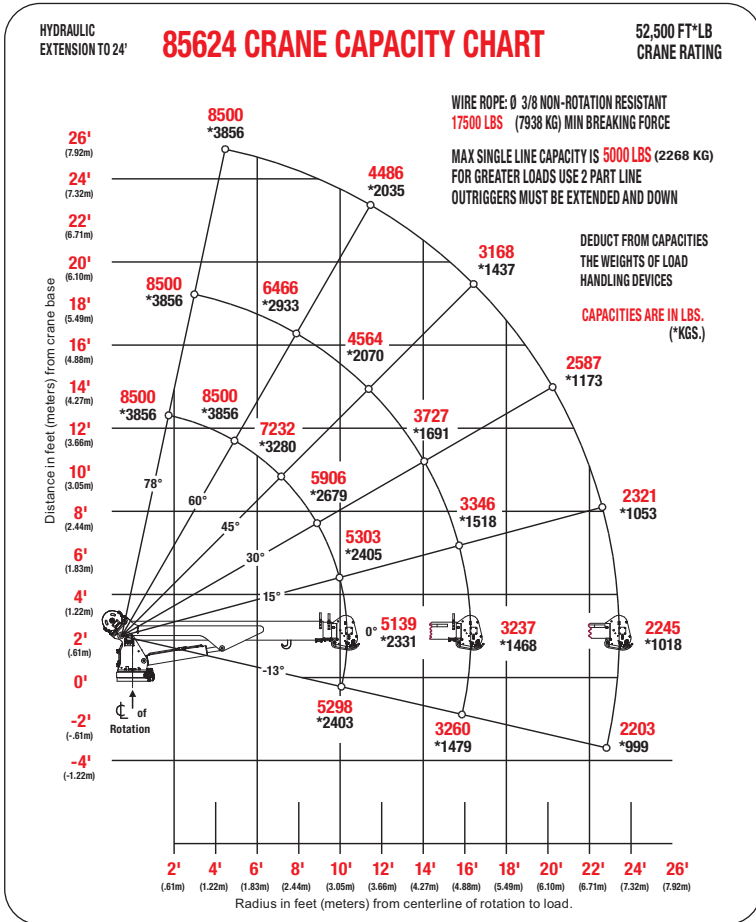 HYDRAULIC
EXTENSION TO 24'
85624 CRANE CAPACITY CHART
52,500 FT*LB
CRANE RATING
WIRE ROPE: Ø 3/8 NON-ROTATION RESISTANT
17500 LBS (7938 KG) MIN BREAKING FORCE
MAX SINGLE LINE CAPACITY IS 5000 LBS (2268 KG)
FOR GREATER LOADS USE 2 PART LINE
OUTRIGGERS MUST BE EXTENDED AND DOWN
DEDUCT FROM CAPACITIES
THE WEIGHTS OF LOAD
HANDLING DEVICES
CAPACITIES ARE IN LBS.
(*KGS.)
Distance in feet (meters) from crane base
26'
(7.92m)
24'
(7.32m)
22'
(6.71m)
20'
(6.10m)
18'
(5.49m)
16'
(4.88m)
14'
(4.27m)
12'
(3.66m)
10'
(3.05m)
8'
(2.44m)
6'
(1.83m)
4'
(1.22m)
2'
(.61m)
0'
-2'
(-.61m)
-4'
(-1.22m)
8500
*3856
4486
*2035
3168
*1437
2587
*1173
2321
*1053
2245
*1018
2203
*999
8500
*3856
6466
*2933
4564
*2070
3727
*1691
3346
*1518
3237
*1468
3260
*1479
8500
*3856
8500
*3856
7232
*3280
5906
*2679
5303
*2405
5139
*2331
5298
*2403
78°
60°
45°
30°
15°
0°
-13°
℄ of
Rotation
2' 4' 6' 8' 10' 12' 14' 16' 18' 20' 22' 24' 26'
(.61m) (1.22m) (1.83m) (2.44m) (3.05m) (3.66m) (4.27m) (4.88m) (5.49m) (6.10m) (6.71m) (7.32m) (7.92m)
Radius in feet (meters) from centerline of rotation to load.